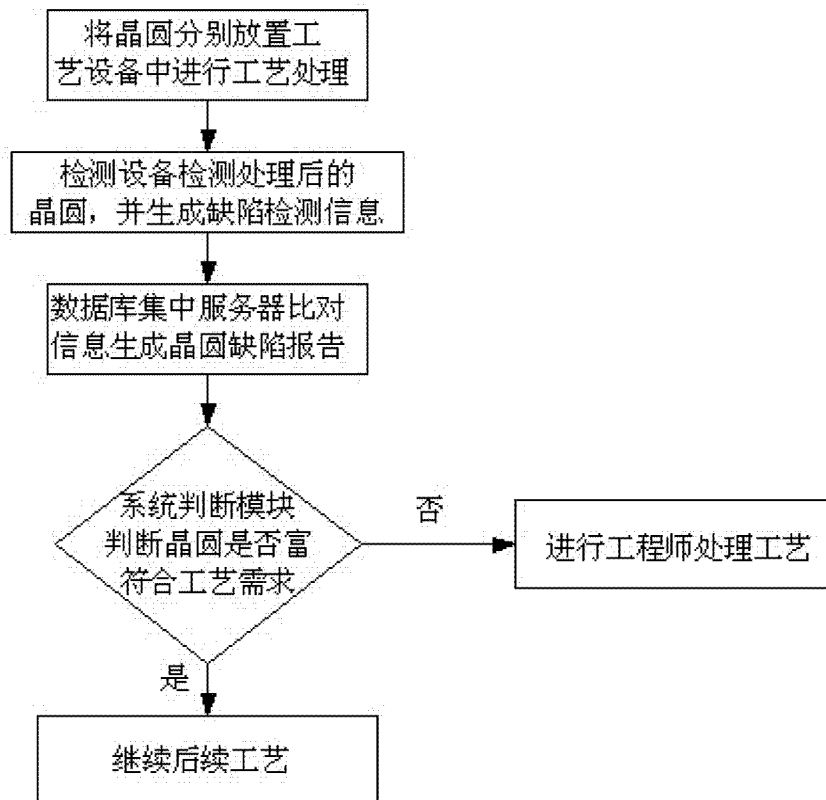 将晶圆分别放置工
艺设备中进行工艺处理
检测设备检测处理后的
晶圆，并生成缺陷检测信息
数据库集中服务器比对
信息生成晶圆缺陷报告
系统判断模块
判断晶圆是否富
符合工艺需求
否
进行工程师处理工艺
是
继续后续工艺